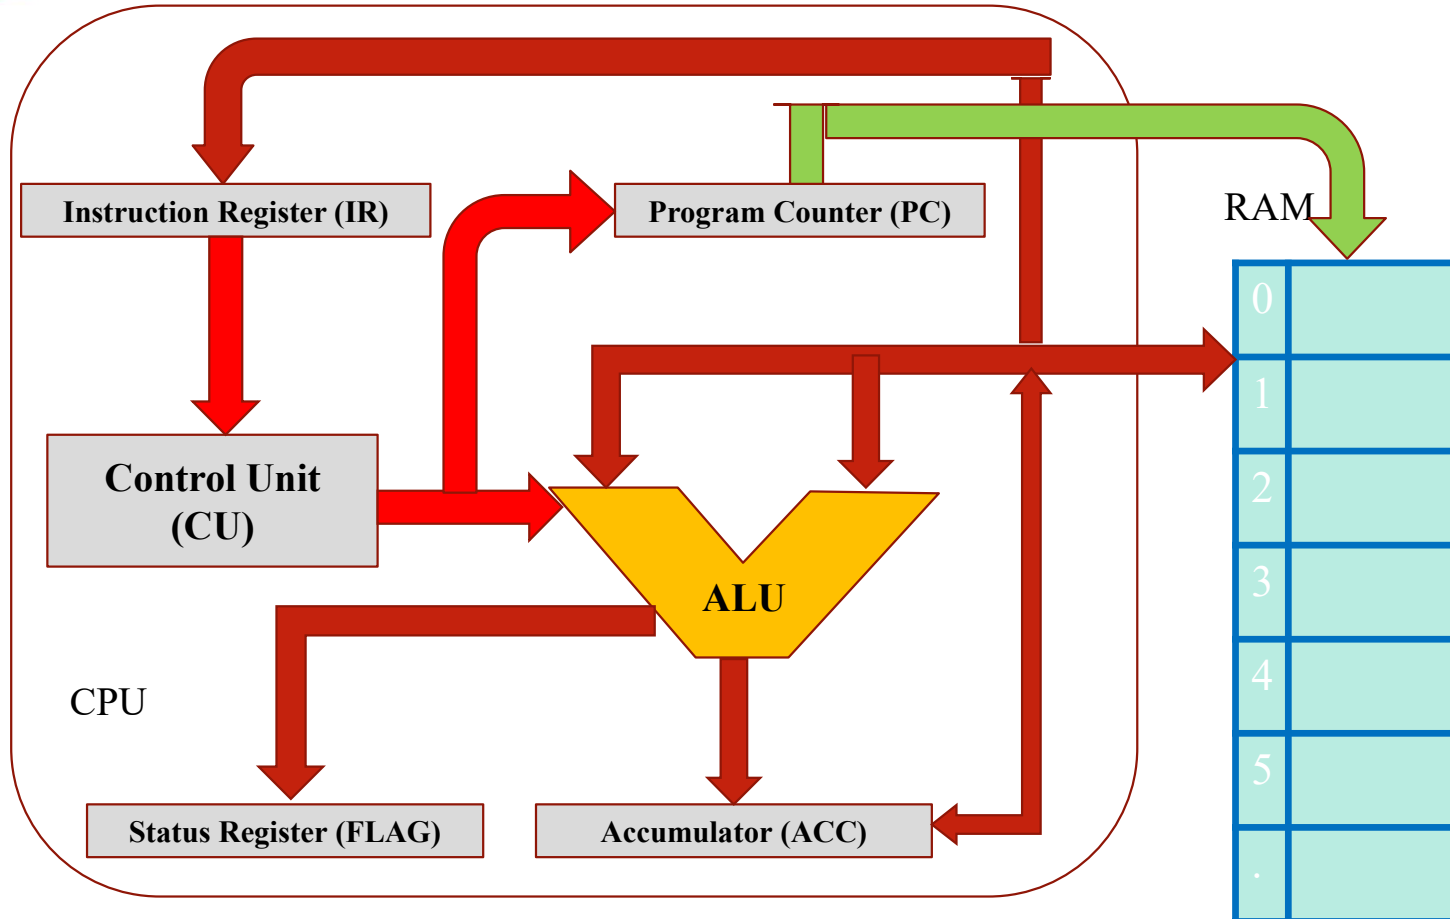 Instruction Register (IR)
Program Counter (PC)
RAM
Control Unit
(CU)
ALU
CPU
Status Register (FLAG)
Accumulator (ACC)
0
1
2
3
4
5
.